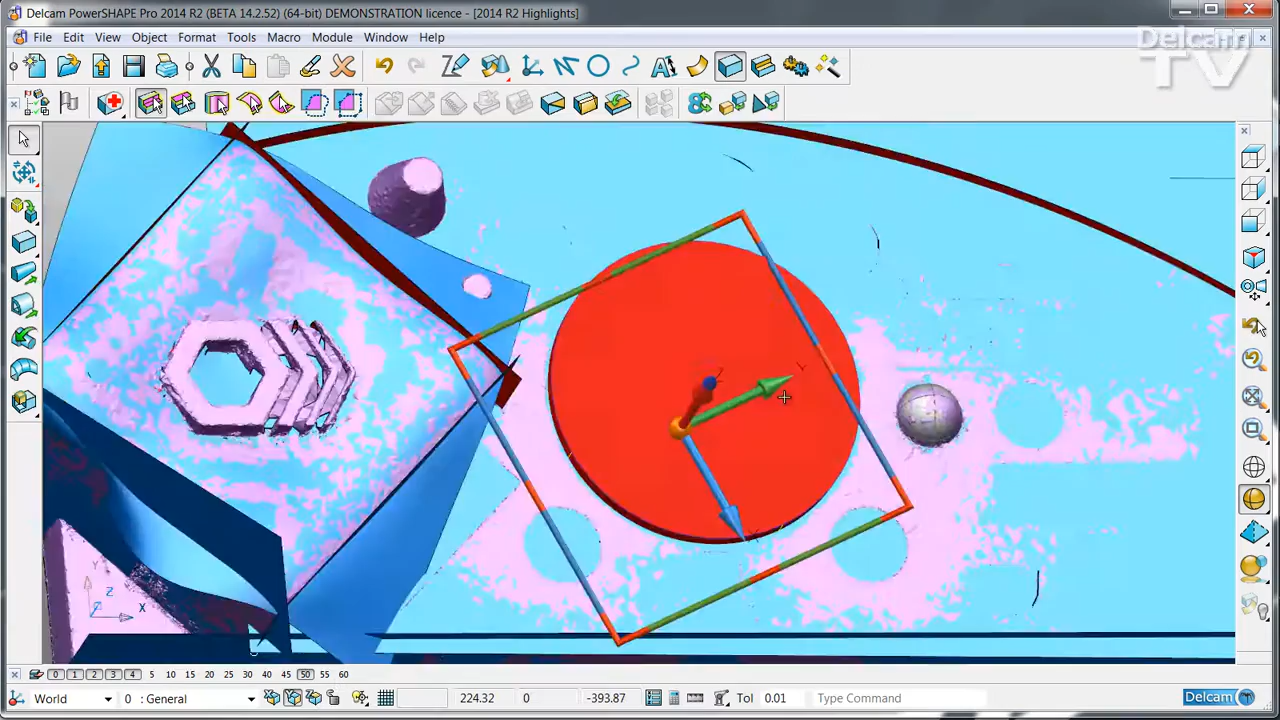 Delcam PowerSHAPE Pro 2014 R2 (BETA 14.2.52) (64-bit) DEMONSTRATION licence - [2014 R2 Highlights]
File Edit View Object Format Tools Macro Module Window Help
Delcam
TV
Z
Y
X
Y
Z
X
0 1 2 3 4 5 10 15 20 25 30 35 40 45 50 55 60
World 0 : General 224.32 0 -393.87 Tol 0.01 Type Command Delcam